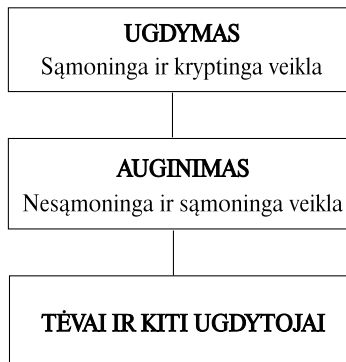 UGDYMAS
Sąmoninga ir kryptinga veikla
AUGINIMAS
Nesąmoninga ir sąmoninga veikla
TĖVAI IR KITI UGDYTOJAI